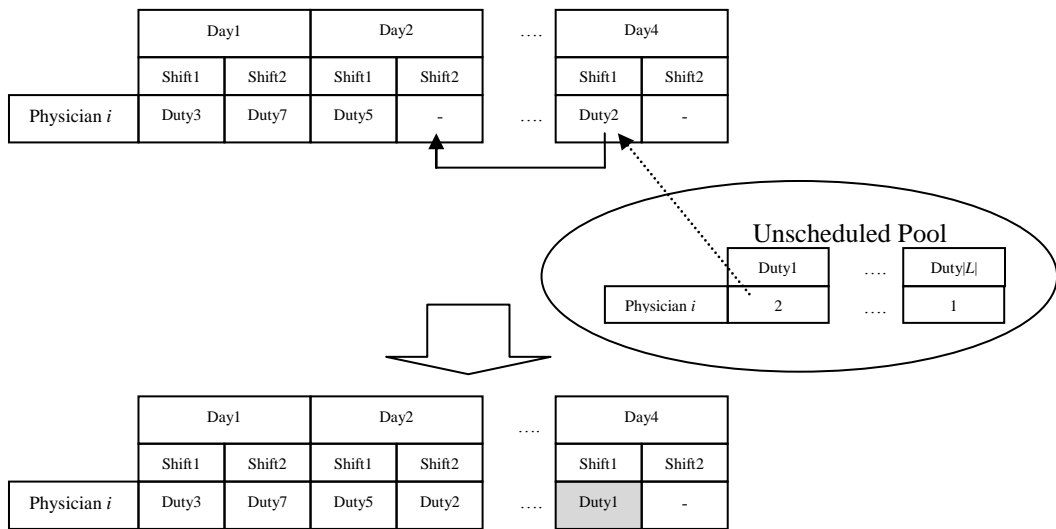 Day1 Day2 …. Day4
Shift1 Shift2 Shift1 Shift2 Shift1 Shift2
Physician i Duty3 Duty7 Duty5 - …. Duty2 -
Unscheduled Pool
Duty1 …. Duty|L|
Physician i 2 …. 1
Day1 Day2 …. Day4
Shift1 Shift2 Shift1 Shift2 Shift1 Shift2
Physician i Duty3 Duty7 Duty5 Duty2 …. Duty1 -